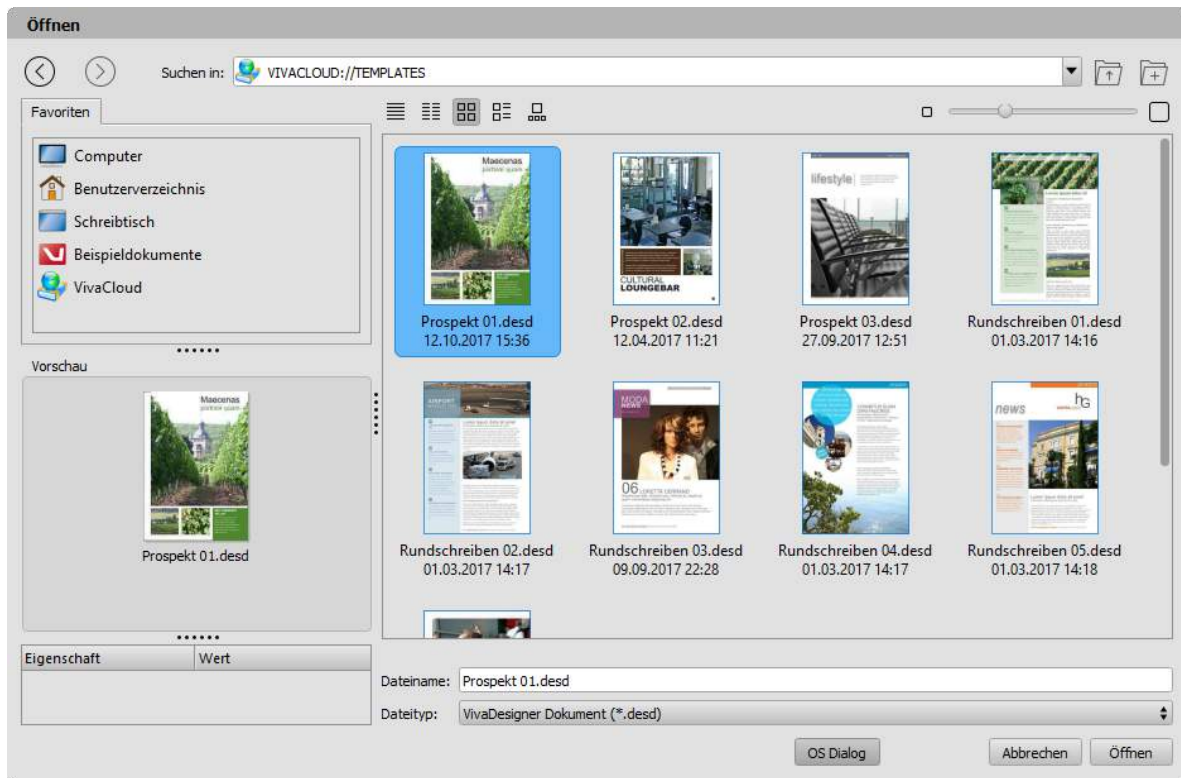 Öffnen
Suchen in: VIVACLOUD://TEMPLATES
Favoriten
Computer
Benutzerverzeichnis
Schreibtisch
Beispieldokumente
VivaCloud
Vorschau
Maecenas
Prospekt 01.desd
Eigenschaft Wert
Maecenas
Prospekt 01.desd
12.10.2017 15:36
CULTURAL
LOUNGEBAR
Prospekt 02.desd
12.04.2017 11:21
lifestyle
Prospekt 03.desd
27.09.2017 12:51
Rundschreiben 01.desd
01.03.2017 14:16
AIRPORT
Rundschreiben 02.desd
01.03.2017 14:17
MODA
NEWS
06
Rundschreiben 03.desd
09.09.2017 22:28
Rundschreiben 04.desd
01.03.2017 14:17
news
hG
Rundschreiben 05.desd
01.03.2017 14:18
Dateiname: Prospekt 01.desd
Dateityp: VivaDesigner Dokument (*.desd)
OS Dialog
Abbrechen
Öffnen